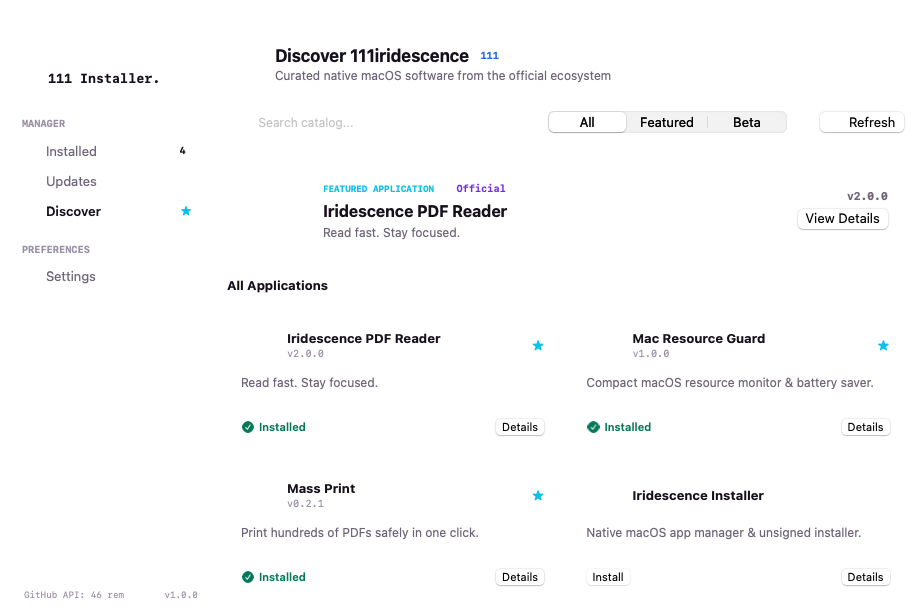 111 Installer.
MANAGER
Installed 4
Updates
Discover
PREFERENCES
Settings
GitHub API: 46 rem v1.0.0
Discover 111iridescence 111
Curated native macOS software from the official ecosystem
Search catalog...
All Featured Beta
Refresh
FEATURED APPLICATION Official
Iridescence PDF Reader
Read fast. Stay focused.
v2.0.0
View Details
All Applications
Iridescence PDF Reader
v2.0.0
Read fast. Stay focused.
Installed Details
Mac Resource Guard
v1.0.0
Compact macOS resource monitor & battery saver.
Installed Details
Mass Print
v0.2.1
Print hundreds of PDFs safely in one click.
Installed Details
Iridescence Installer
Native macOS app manager & unsigned installer.
Install Details